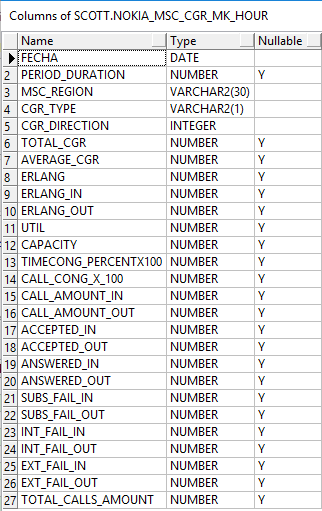 Columns of SCOTT.NOKIA_MSC_CGR_MK_HOUR
Name Type Nullable
FECHA DATE
2 PERIOD_DURATION NUMBER Y
3 MSC_REGION VARCHAR2(30)
4 CGR_TYPE VARCHAR2(1)
5 CGR_DIRECTION INTEGER
6 TOTAL_CGR NUMBER Y
7 AVERAGE_CGR NUMBER Y
8 ERLANG NUMBER Y
9 ERLANG_IN NUMBER Y
10 ERLANG_OUT NUMBER Y
11 UTIL NUMBER Y
12 CAPACITY NUMBER Y
13 TIMECONG_PERCENTX100 NUMBER Y
14 CALL_CONG_X_100 NUMBER Y
15 CALL_AMOUNT_IN NUMBER Y
16 CALL_AMOUNT_OUT NUMBER Y
17 ACCEPTED_IN NUMBER Y
18 ACCEPTED_OUT NUMBER Y
19 ANSWERED_IN NUMBER Y
20 ANSWERED_OUT NUMBER Y
21 SUBS_FAIL_IN NUMBER Y
22 SUBS_FAIL_OUT NUMBER Y
23 INT_FAIL_IN NUMBER Y
24 INT_FAIL_OUT NUMBER Y
25 EXT_FAIL_IN NUMBER Y
26 EXT_FAIL_OUT NUMBER Y
27 TOTAL_CALLS_AMOUNT NUMBER Y